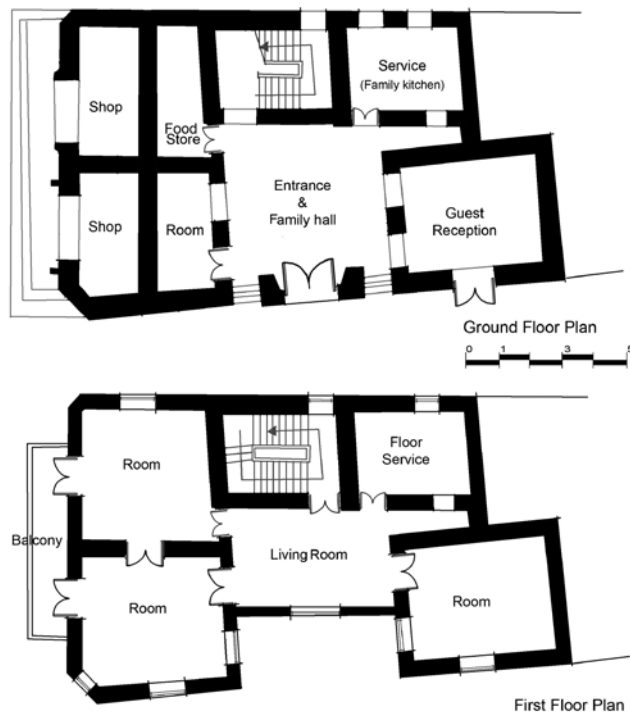 Service
(Family kitchen)
Shop
Food
Store
Entrance
&
Family hall
Shop
Room
Guest
Reception
Ground Floor Plan
0 1 3 5
Room
Floor
Service
Balcony
Living Room
Room
Room
First Floor Plan